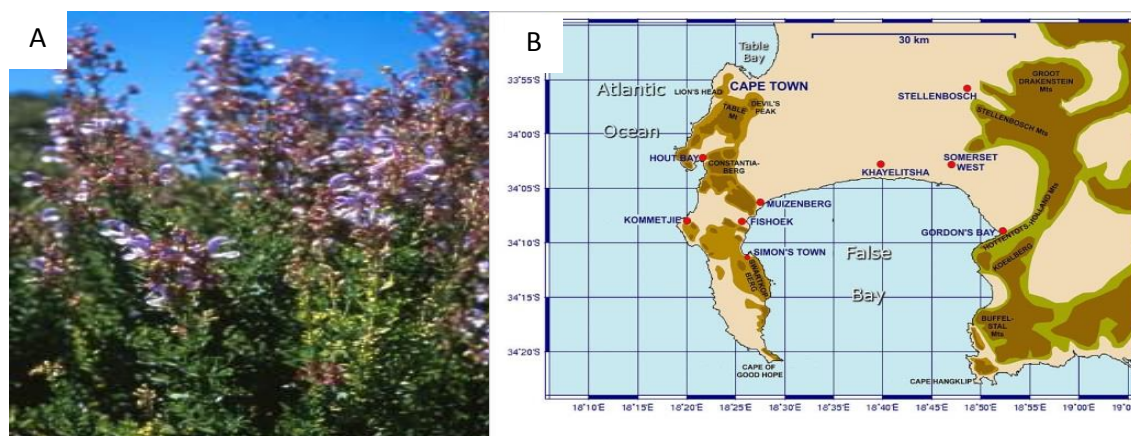 A
B
Table
Bay
30 km
33°55'S
34°00'S
34°05'S
34°10'S
34°15'S
34°20'S
Atlantic
Ocean
LION'S HEAD
CAPE TOWN
TABLE
Mt
DEVIL'S
PEAK
HOUT BAY
CONSTANTIA-
BERG
MUIZENBERG
KOMMETJIE
FISHOEK
SIMON'S TOWN
SWARTKOP
BERG
CAPE OF
GOOD HOPE
False
Bay
GROOT
DRAKENSTEIN
Mts
STELLENBOSCH
STELLENBOSCH Mts
SOMERSET
WEST
KHAYELITSHA
GORDON'S BAY
HOTTENTOTS-HOLLAND Mts
KOEËLBERG
BUFFEL-
STAL
Mts
CAPE HANGKLIP
18°10'E
18°15'E
18°20'E
18°25'E
18°30'E
18°35'E
18°40'E
18°45'E
18°50'E
18°55'E
19°00'E